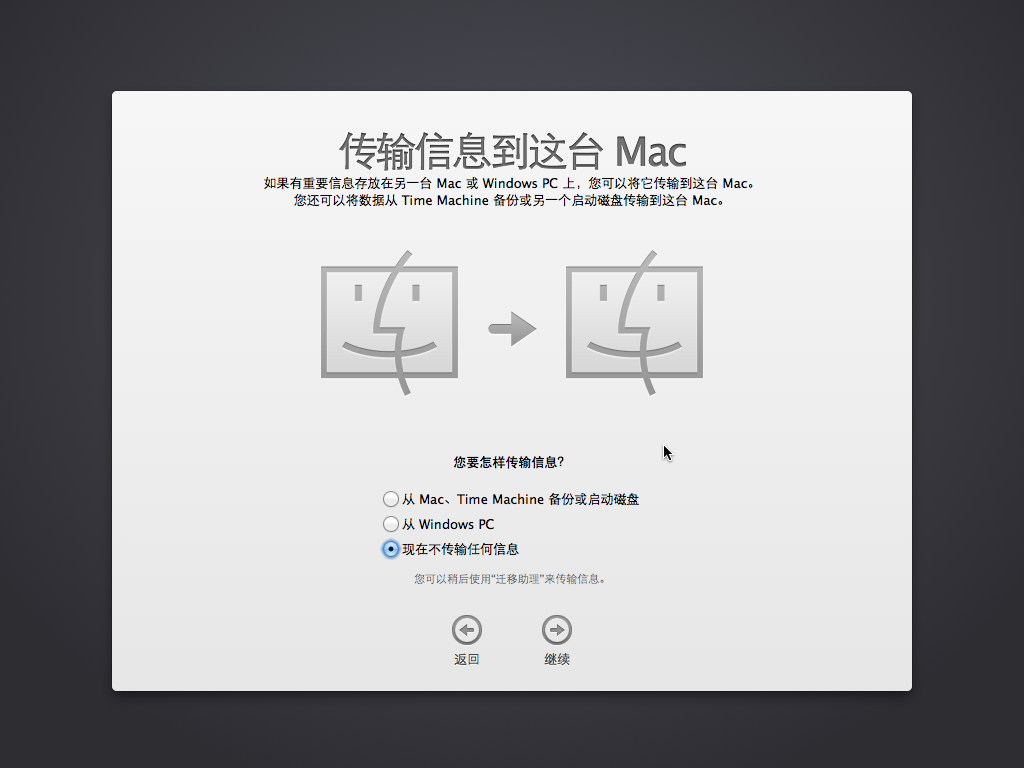 传输信息到这台 Mac
如果有重要信息存放在另一台 Mac 或 Windows PC 上，您可以将它传输到这台 Mac。
您还可以将数据从 Time Machine 备份或另一个启动磁盘传输到这台 Mac。
您要怎样传输信息?
从 Mac、Time Machine 备份或启动磁盘
从 Windows PC
现在不传输任何信息
您可以稍后使用“迁移助理”来传输信息。
返回
继续